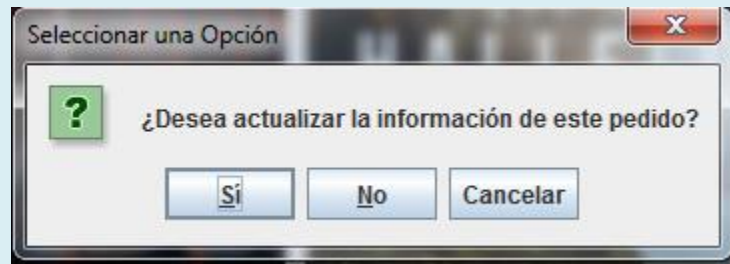 Seleccionar una Opción
¿Desea actualizar la información de este pedido?
Sí
No
Cancelar